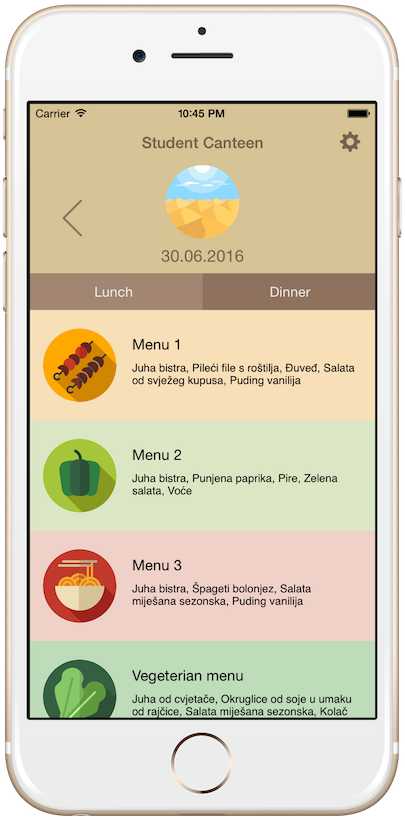 Carrier 10:45 PM
Student Canteen
30.06.2016
Lunch Dinner
Menu 1
Juha bistra, Pileći file s roštilja, Đuveđ, Salata
od svježeg kupusa, Puding vanilija
Menu 2
Juha bistra, Punjena paprika, Pire, Zelena
salata, Voće
Menu 3
Juha bistra, Špageti bolonjez, Salata
miješana sezonska, Puding vanilija
Vegeterian menu
Juha od cvjetače, Okruglice od soje u umaku
od rajčice, Salata miješana sezonska, Kolač